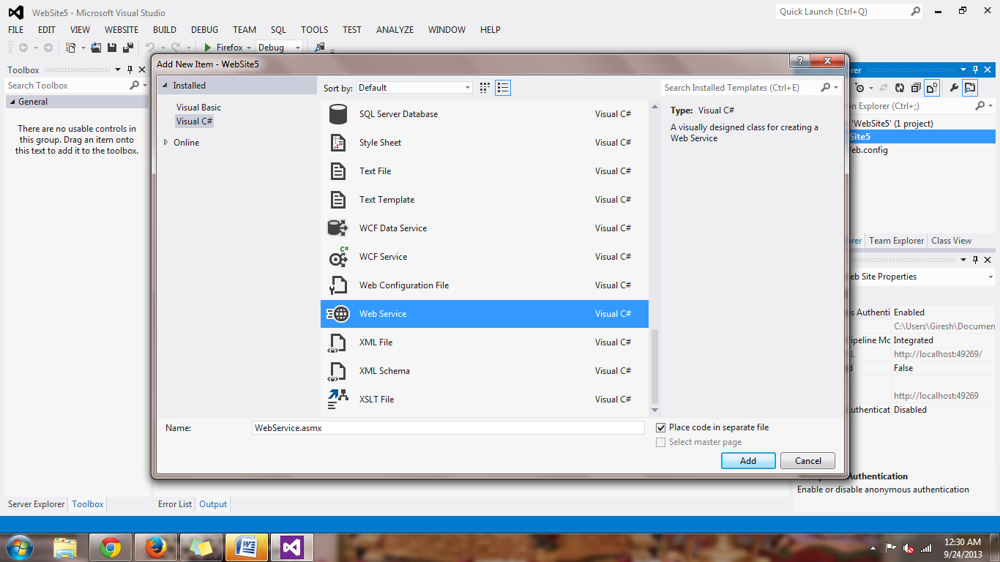 WebSite5 - Microsoft Visual Studio
Quick Launch (Ctrl+Q)
FILE EDIT VIEW WEBSITE BUILD DEBUG TEAM SQL TOOLS TEST ANALYZE WINDOW HELP
Firefox Debug
Toolbox
Search Toolbox
General
There are no usable controls in
this group. Drag an item onto
this text to add it to the toolbox.
Add New Item - WebSite5
Installed
Visual Basic
Visual C#
Online
Sort by: Default
Search Installed Templates (Ctrl+E)
SQL Server Database Visual C#
Style Sheet Visual C#
Text File Visual C#
Text Template Visual C#
WCF Data Service Visual C#
C#
WCF Service Visual C#
Web Configuration File Visual C#
Web Service Visual C#
XML File Visual C#
XML Schema Visual C#
XSLT File Visual C#
Type: Visual C#
A visually designed class for creating a
Web Service
Name: WebService.asmx
Place code in separate file
Select master page
Add Cancel
rer
on Explorer (Ctrl+;)
'WebSite5' (1 project)
Site5
eb.config
rer Team Explorer Class View
eb Site Properties
s Authenti Enabled
C:\Users\Giresh\Documen
ipeline Mc Integrated
L http://localhost:49269/
d False
http://localhost:49269
uthenticat Disabled
Authentication
Enable or disable anonymous authentication
Server Explorer Toolbox
Error List Output
12:30 AM
9/24/2013